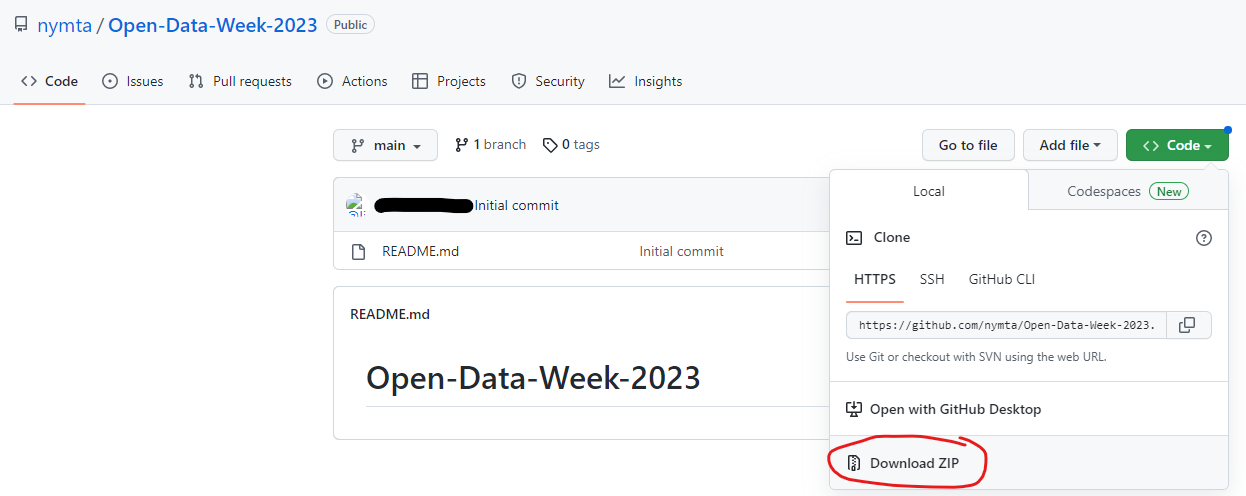 nymta / Open-Data-Week-2023 Public
Code Issues Pull requests Actions Projects Security Insights
main 1 branch 0 tags Go to file Add file Code
Initial commit
README.md Initial commit
README.md
Open-Data-Week-2023
Local Codespaces New
Clone
HTTPS SSH GitHub CLI
https://github.com/nymta/Open-Data-Week-2023.
Use Git or checkout with SVN using the web URL.
Open with GitHub Desktop
Download ZIP